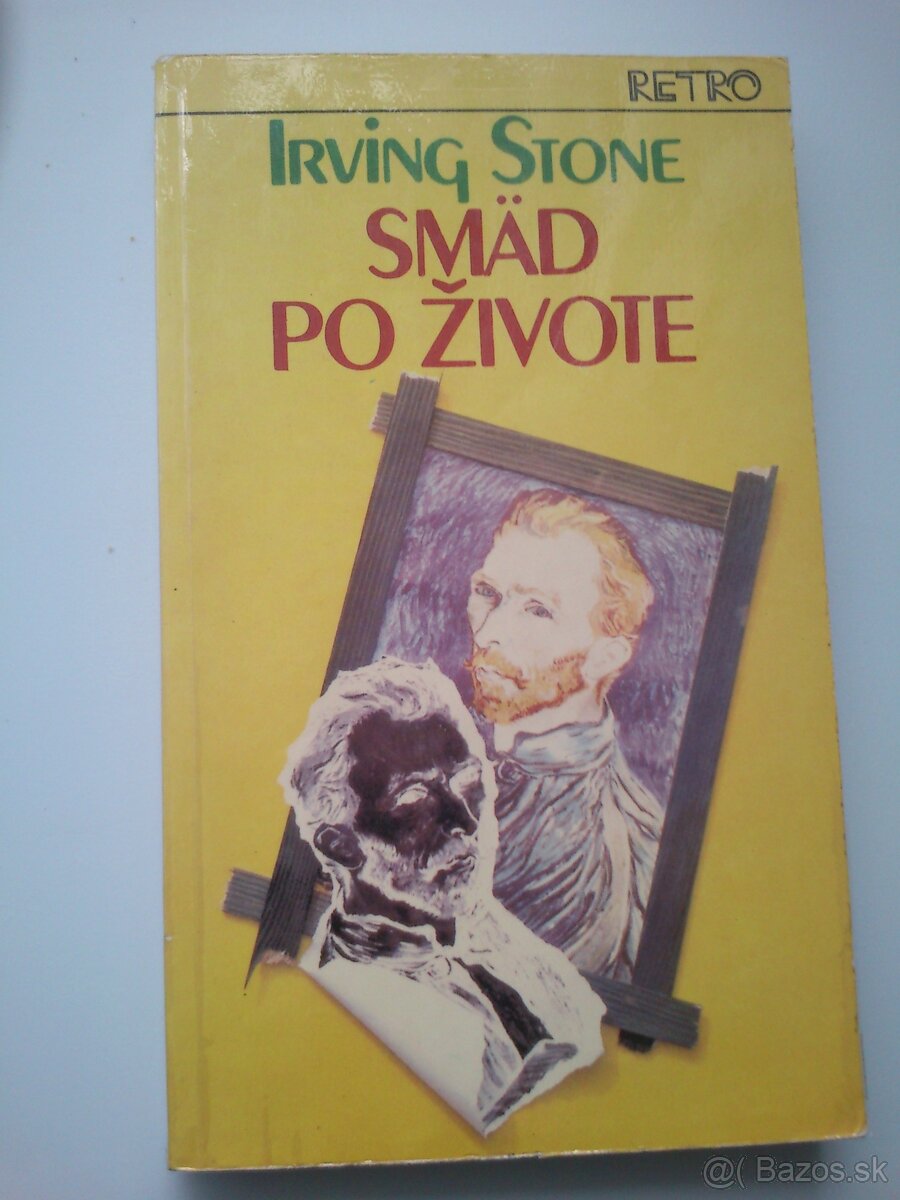 RETRO
IRVING STONE
SMÄD
PO ŽIVOTE
@( Bazos.sk